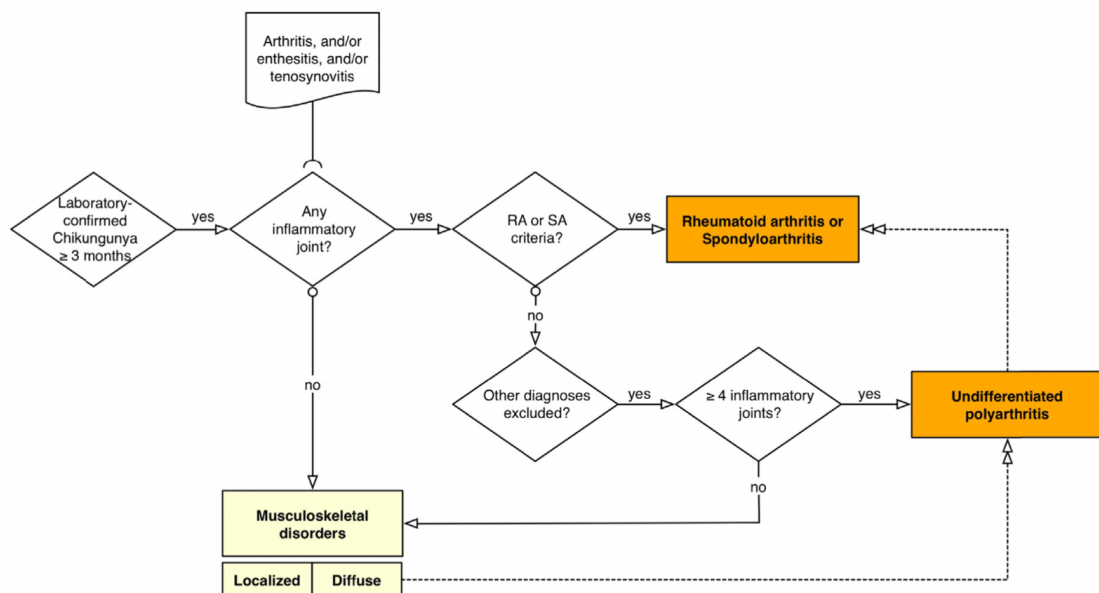 Arthritis, and/or
enthesitis, and/or
tenosynovitis
Laboratory-
confirmed
Chikungunya
≥ 3 months
yes
Any
inflammatory
joint?
yes
RA or SA
criteria?
yes
Rheumatoid arthritis or
Spondyloarthritis
no
no
Other diagnoses
excluded?
yes
≥ 4 inflammatory
joints?
yes
Undifferentiated
polyarthritis
no
Musculoskeletal
disorders
Localized
Diffuse